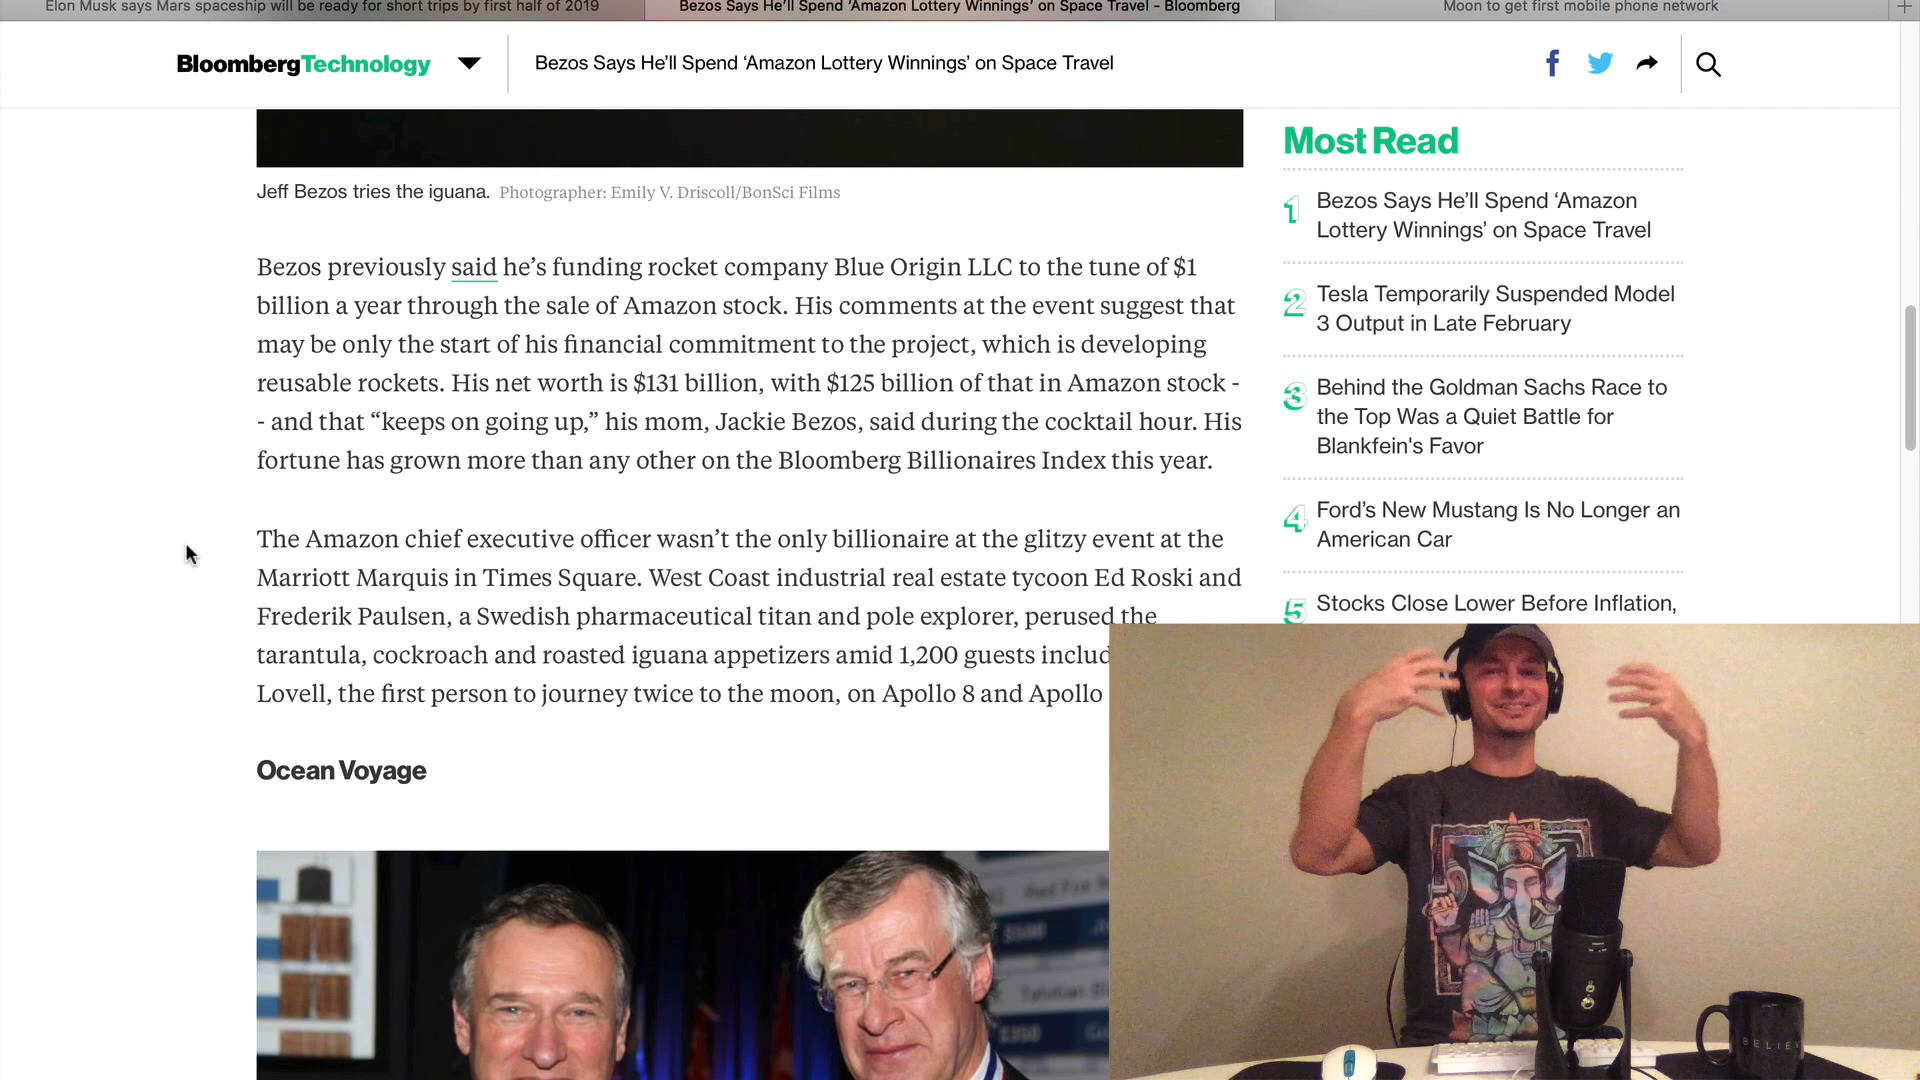 Elon Musk says Mars spaceship will be ready for short trips by first half of 2019
Bezos Says He'll Spend ‘Amazon Lottery Winnings’ on Space Travel - Bloomberg
Moon to get first mobile phone network
BloombergTechnology
Bezos Says He’ll Spend ‘Amazon Lottery Winnings’ on Space Travel
Jeff Bezos tries the iguana. Photographer: Emily V. Driscoll/BonSci Films
Bezos previously said he’s funding rocket company Blue Origin LLC to the tune of $1
billion a year through the sale of Amazon stock. His comments at the event suggest that
may be only the start of his financial commitment to the project, which is developing
reusable rockets. His net worth is $131 billion, with $125 billion of that in Amazon stock -
- and that “keeps on going up,” his mom, Jackie Bezos, said during the cocktail hour. His
fortune has grown more than any other on the Bloomberg Billionaires Index this year.
The Amazon chief executive officer wasn’t the only billionaire at the glitzy event at the
Marriott Marquis in Times Square. West Coast industrial real estate tycoon Ed Roski and
Frederik Paulsen, a Swedish pharmaceutical titan and pole explorer, perused the
tarantula, cockroach and roasted iguana appetizers amid 1,200 guests includ
Lovell, the first person to journey twice to the moon, on Apollo 8 and Apollo
Ocean Voyage
Most Read
1 Bezos Says He’ll Spend ‘Amazon
Lottery Winnings’ on Space Travel
2 Tesla Temporarily Suspended Model
3 Output in Late February
3 Behind the Goldman Sachs Race to
the Top Was a Quiet Battle for
Blankfein's Favor
4 Ford’s New Mustang Is No Longer an
American Car
5 Stocks Close Lower Before Inflation,
BELIEV